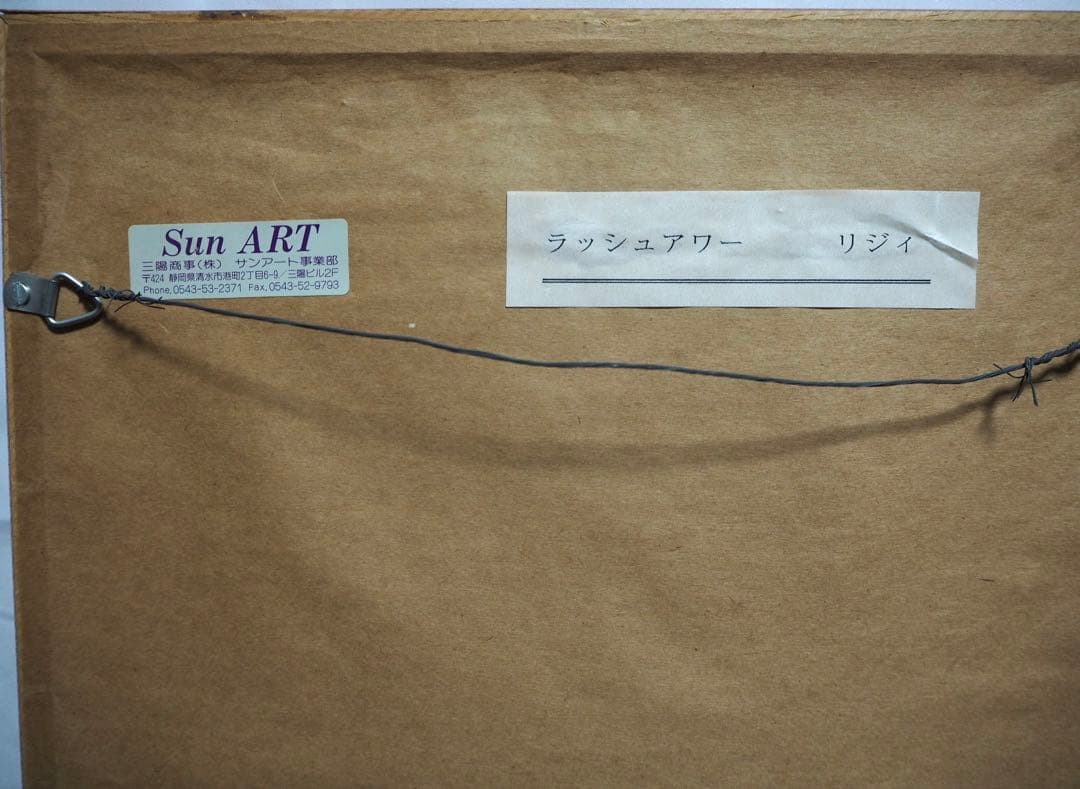 Sun ART
三陽商事(株) サンアート事業部
〒424 静岡県清水市港町2丁目6-9/三陽ビル2F
Phone.0543-53-2371 Fax.0543-52-9793
ラッシュアワー リジィ